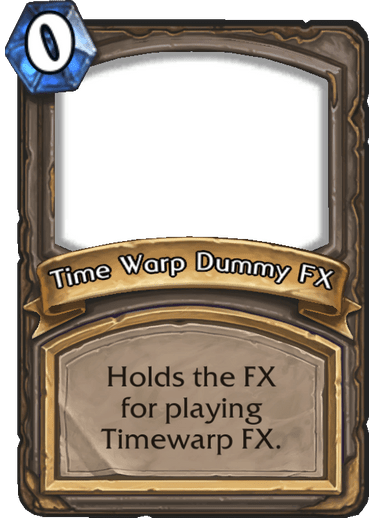 0
Time Warp Dummy FX
Holds the FX
for playing
Timewarp FX.